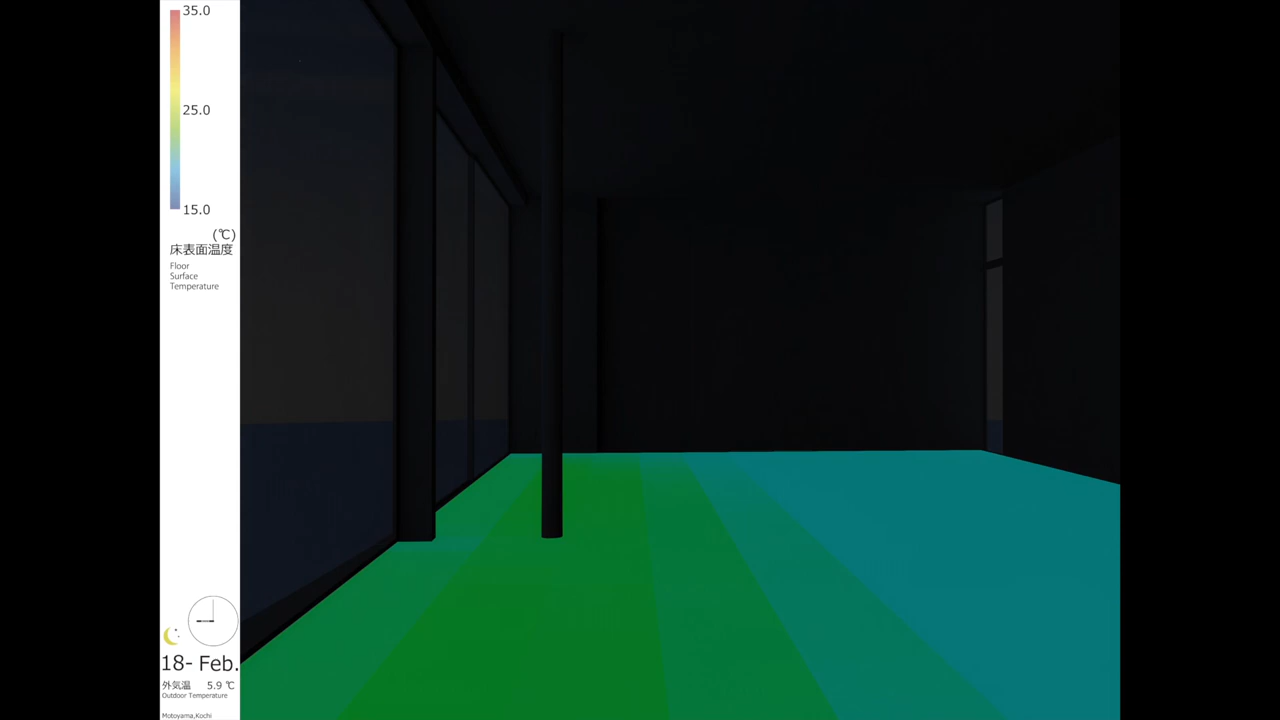 35.0
25.0
15.0
(℃)
床表面温度
Floor
Surface
Temperature
18- Feb.
外気温 5.9 ℃
Outdoor Temperature
Motoyama,Kochi